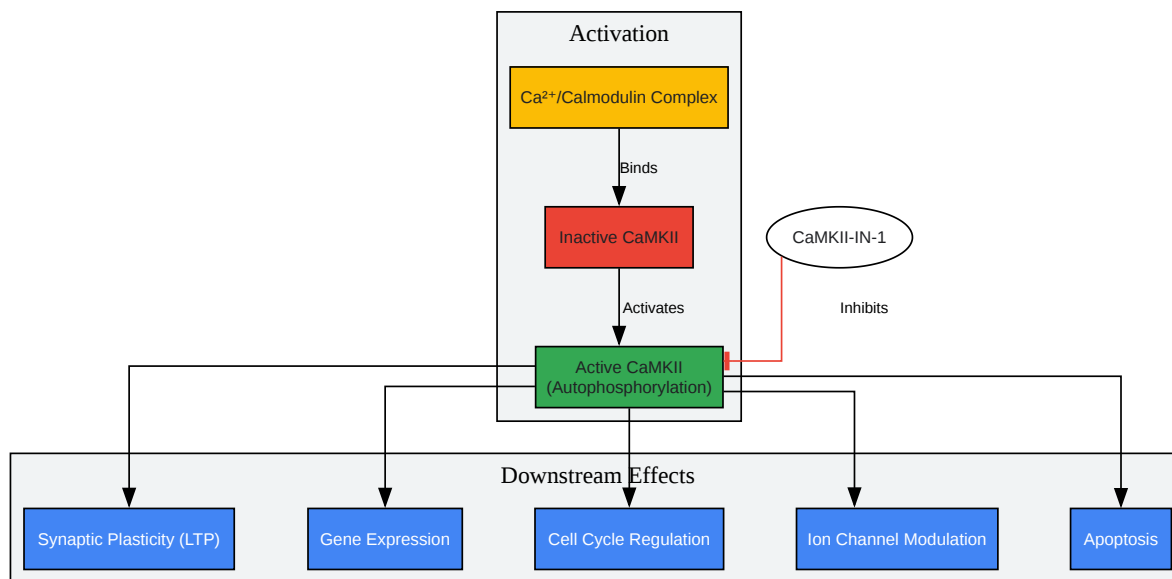 Activation
Ca²⁺/Calmodulin Complex
Binds
Inactive CaMKII
CaMKII-IN-1
Activates
Inhibits
Active CaMKII
(Autophosphorylation)
Downstream Effects
Synaptic Plasticity (LTP)
Gene Expression
Cell Cycle Regulation
Ion Channel Modulation
Apoptosis